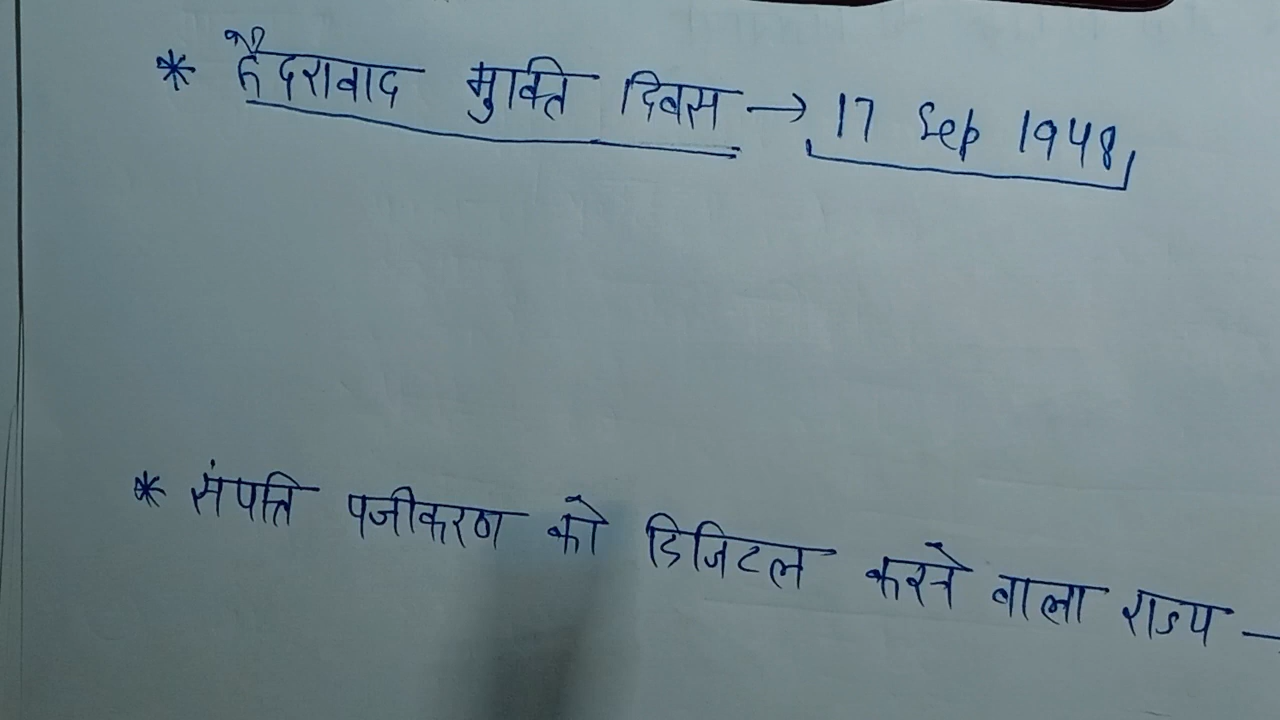 * हैदराबाद मुक्ति दिवस → 17 Sep 1948
* संपत्ति पजीकरण को डिजिटल करने वाला राज्य –